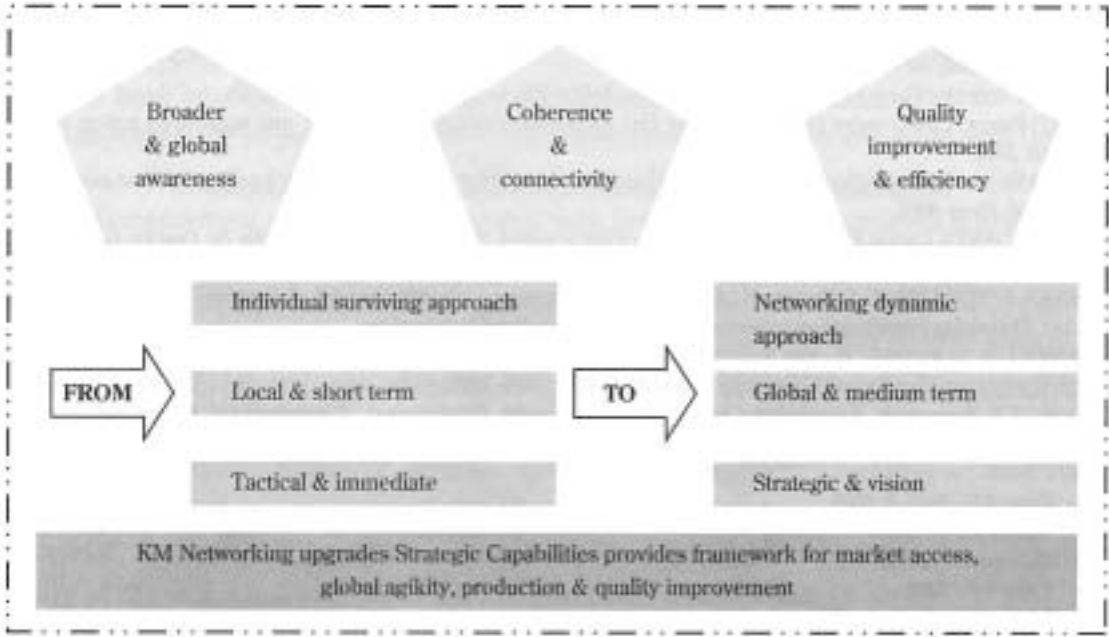 Broader
& global
awareness
Coherence
&
connectivity
Quality
improvement
& efficiency
FROM
Individual surviving approach
Local & short term
Tactical & immediate
TO
Networking dynamic
approach
Global & medium term
Strategic & vision
KM Networking upgrades Strategic Capabilities provides framework for market access,
global agikity, production & quality improvement